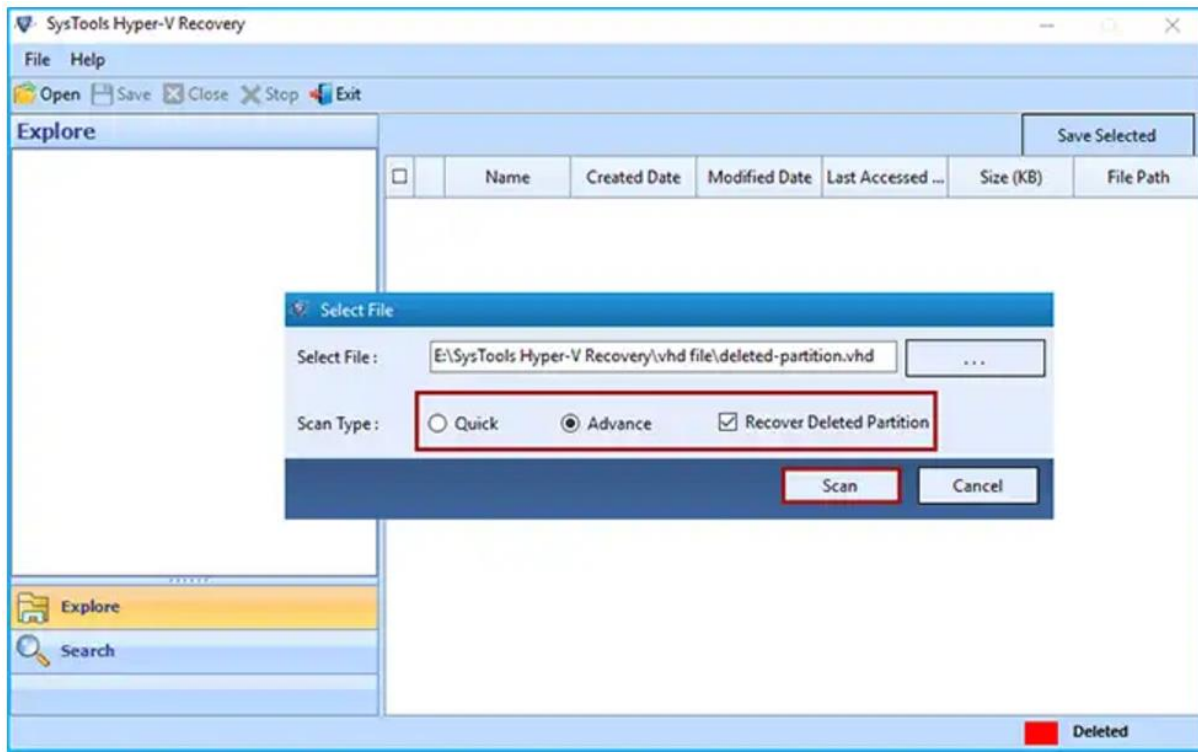 SysTools Hyper-V Recovery
File Help
Open Save Close Stop Exit
Explore
Save Selected
Name Created Date Modified Date Last Accessed ... Size (KB) File Path
Select File
Select File : E:\SysTools Hyper-V Recovery\vhd file\deleted-partition.vhd ...
Scan Type : Quick Advance Recover Deleted Partition
Scan Cancel
Explore
Search
Deleted